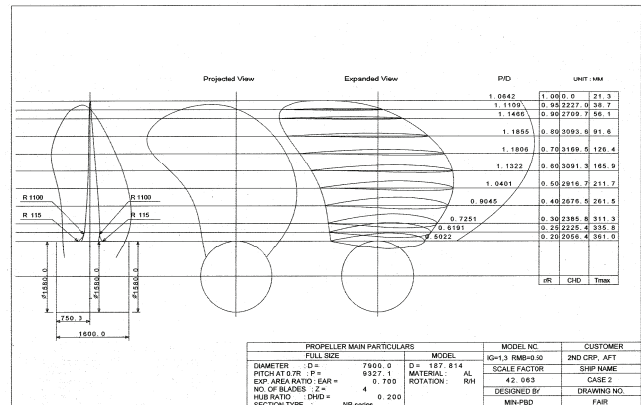 Projected View Expanded View P/D UNIT : MM
1.0642 1.00 0.0 21.3
1.1109 0.95 2227.0 38.7
1.1466 0.90 2709.7 56.1
1.1855 0.80 3093.6 91.6
1.1806 0.70 3169.5 126.4
1.1322 0.60 3091.3 165.9
1.0401 0.50 2916.7 211.7
R 1100 R 1100 0.9045 0.40 2676.5 261.5
R 115 R 115 0.7251 0.30 2385.8 311.3
0.6191 0.25 2225.4 335.8
0.5022 0.20 2056.4 361.0
r/R CHD Tmax
Ø1580.0 Ø1580.0 Ø1580.0
750.3
1600.0
PROPELLER MAIN PARTICULARS MODEL NO. CUSTOMER
FULL SIZE MODEL IG=1,3 RMB=0.50 2ND CRP, AFT
DIAMETER : D = 7900.0 D = 187.814 SCALE FACTOR SHIP NAME
PITCH AT 0.7R : P = 9327.1 MATERIAL : AL
EXP. AREA RATIO : EAR = 0.700 ROTATION : R/H 42.063 CASE 2
NO. OF BLADES : Z = 4 DESIGNED BY DRAWING NO.
HUB RATIO : DH/D = 0.200 MIN-PBD FAIR
SECTION TYPE : NP series